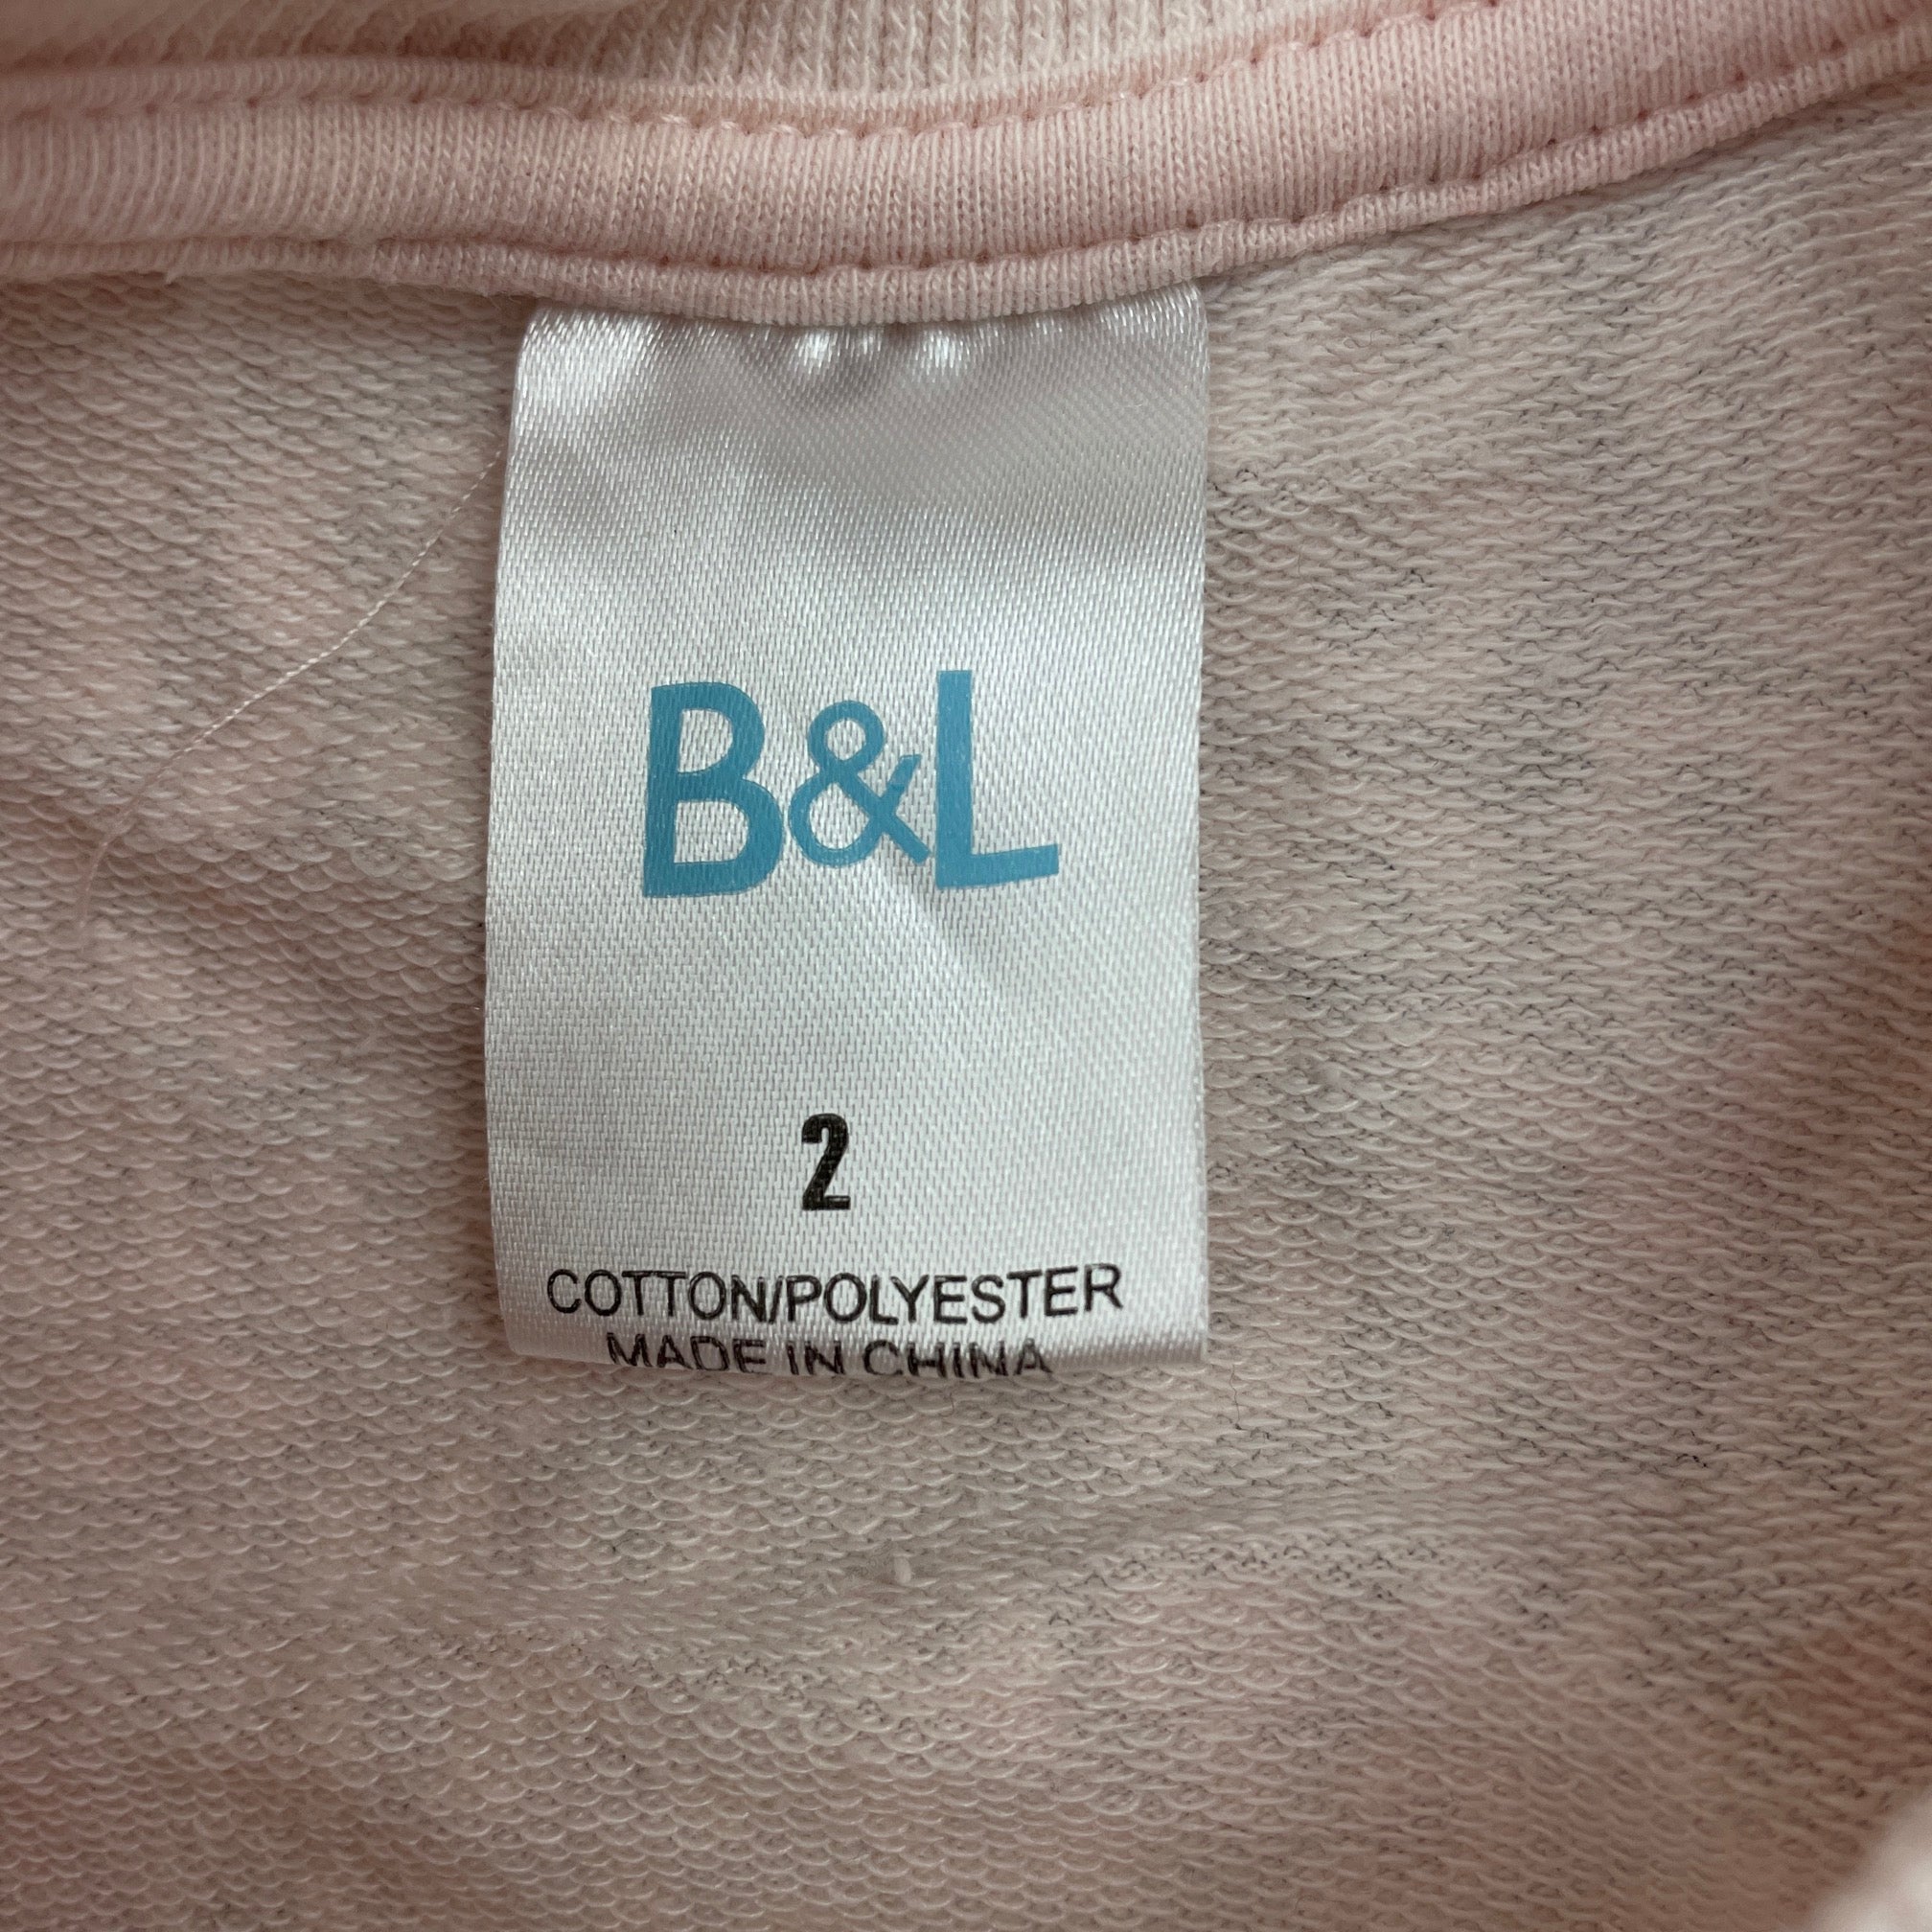 B&L
2
COTTON/POLYESTER
MADE IN CHINA